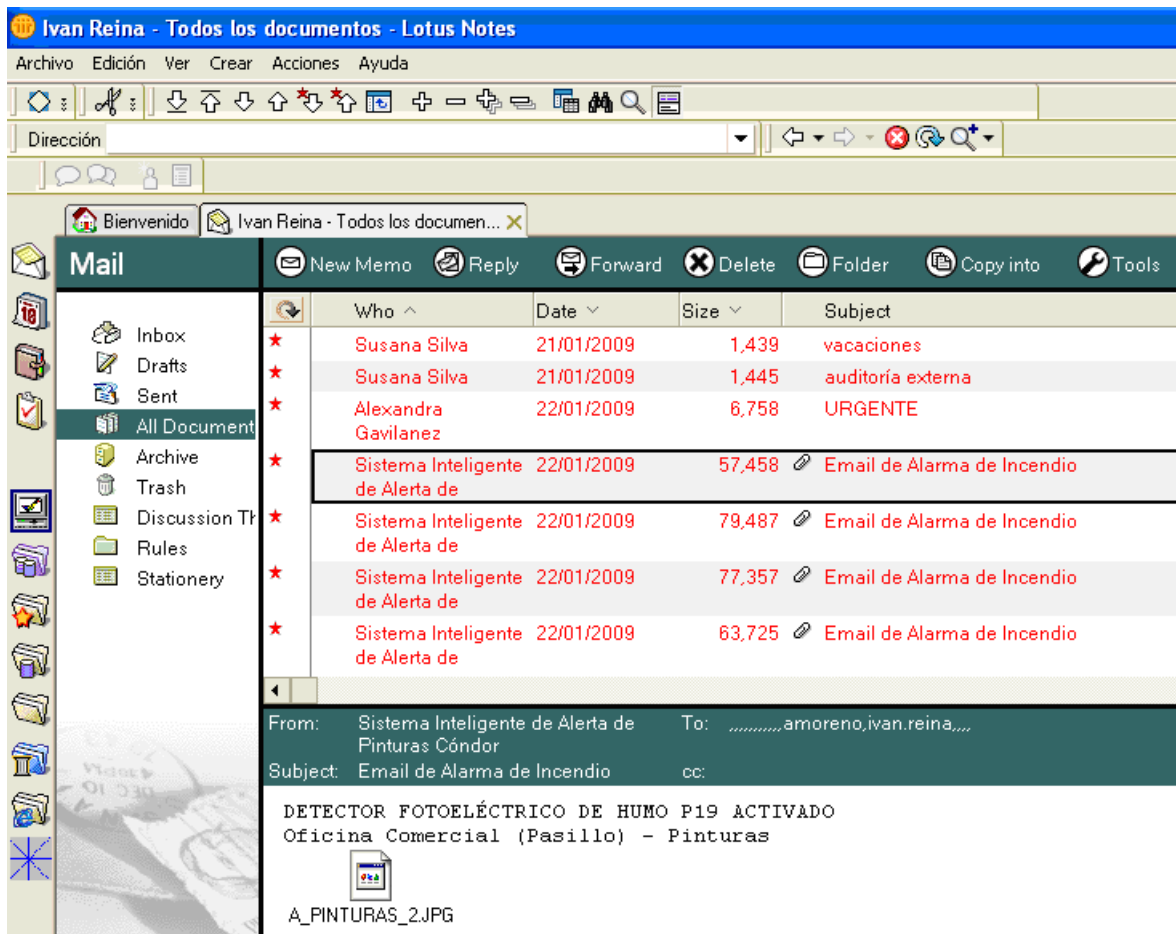 Ivan Reina - Todos los documentos - Lotus Notes
Archivo Edición Ver Crear Acciones Ayuda
Dirección
Bienvenido Ivan Reina - Todos los documen...
Mail New Memo Reply Forward Delete Folder Copy into Tools
Inbox
Drafts
Sent
All Document
Archive
Trash
Discussion Th
Rules
Stationery
Who Date Size Subject
Susana Silva 21/01/2009 1,439 vacaciones
Susana Silva 21/01/2009 1,445 auditoría externa
Alexandra 22/01/2009 6,758 URGENTE
Gavilanez
Sistema Inteligente 22/01/2009 57,458 Email de Alarma de Incendio
de Alerta de
Sistema Inteligente 22/01/2009 79,487 Email de Alarma de Incendio
de Alerta de
Sistema Inteligente 22/01/2009 77,357 Email de Alarma de Incendio
de Alerta de
Sistema Inteligente 22/01/2009 63,725 Email de Alarma de Incendio
de Alerta de
From: Sistema Inteligente de Alerta de To: ,,,,,,,,,,,amoreno,ivan.reina,,,,
Pinturas Cóndor
Subject: Email de Alarma de Incendio cc:
DETECTOR FOTOELÉCTRICO DE HUMO P19 ACTIVADO
Oficina Comercial (Pasillo) - Pinturas
A_PINTURAS_2.JPG